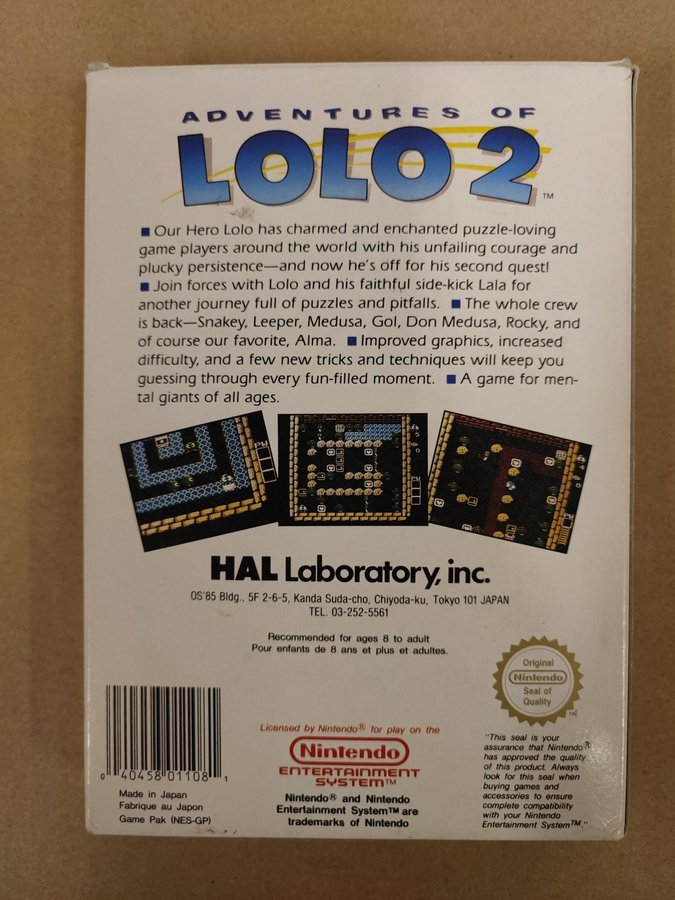 ADVENTURES OF
LOLO 2 ™
■ Our Hero Lolo has charmed and enchanted puzzle-loving
game players around the world with his unfailing courage and
plucky persistence—and now he's off for his second quest!
■ Join forces with Lolo and his faithful side-kick Lala for
another journey full of puzzles and pitfalls. ■ The whole crew
is back—Snakey, Leeper, Medusa, Gol, Don Medusa, Rocky, and
of course our favorite, Alma. ■ Improved graphics, increased
difficulty, and a few new tricks and techniques will keep you
guessing through every fun-filled moment. ■ A game for men-
tal giants of all ages.
HAL Laboratory, inc.
OS'85 Bldg., 5F 2-6-5, Kanda Suda-cho, Chiyoda-ku, Tokyo 101 JAPAN
TEL. 03-252-5561
Recommended for ages 8 to adult
Pour enfants de 8 ans et plus et adultes.
0 40458 01108 1
Made in Japan
Fabrique au Japon
Game Pak (NES-GP)
Licensed by Nintendo® for play on the
Nintendo®
ENTERTAINMENT
SYSTEM™
Nintendo® and Nintendo
Entertainment System™ are
trademarks of Nintendo
Original
Nintendo
Seal of
Quality
™
"This seal is your
assurance that Nintendo®
has approved the quality
of this product. Always
look for this seal when
buying games and
accessories to ensure
complete compatibility
with your Nintendo
Entertainment System™."